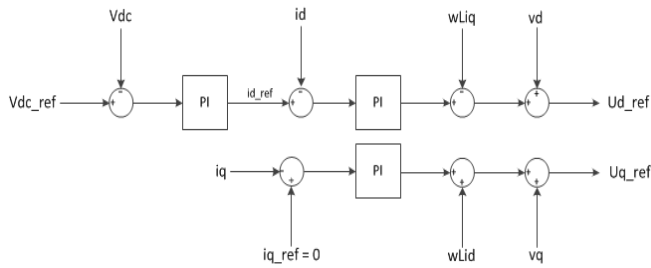 Vdc
id
wLiq
vd
Vdc_ref
PI
id_ref
PI
Ud_ref
iq
PI
Uq_ref
iq_ref = 0
wLid
vq